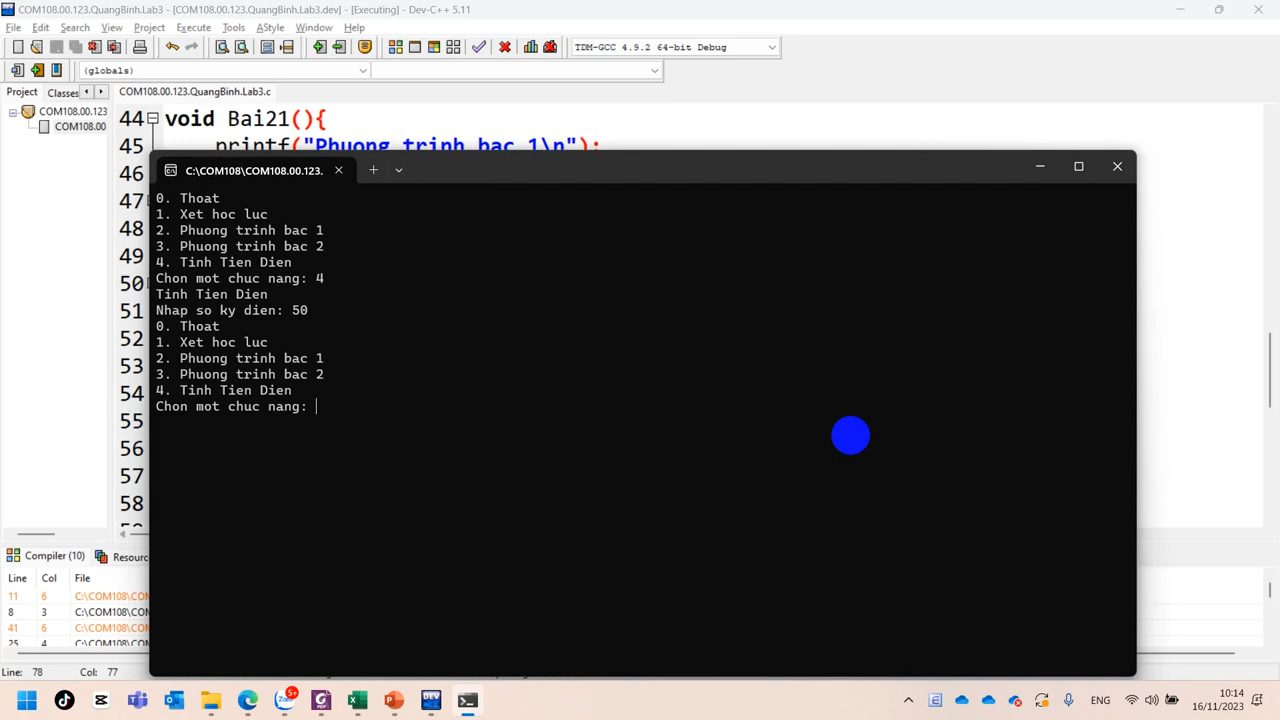 COM108.00.123.QuangBinh.Lab3 - [COM108.00.123.QuangBinh.Lab3.dev] - [Executing] - Dev-C++ 5.11
File Edit Search View Project Execute Tools AStyle Window Help
TDM-GCC 4.9.2 64-bit Debug
(globals)
Project Classes COM108.00.123.QuangBinh.Lab3.c
COM108.00.123
COM108.00
44 void Bai21(){
45 printf("Phuong trinh bac 1\n");
46
47
48
49
50
51
52
53
54
55
56
57
58
C:\COM108\COM108.00.123.
0. Thoat
1. Xet hoc luc
2. Phuong trinh bac 1
3. Phuong trinh bac 2
4. Tinh Tien Dien
Chon mot chuc nang: 4
Tinh Tien Dien
Nhap so ky dien: 50
0. Thoat
1. Xet hoc luc
2. Phuong trinh bac 1
3. Phuong trinh bac 2
4. Tinh Tien Dien
Chon mot chuc nang:
Compiler (10) Resourc
Line Col File
11 6 C:\COM108\COM
8 3 C:\COM108\COM
41 6 C:\COM108\COM
25 4 C:\COM108\COM
Line: 78 Col: 77
Zalo 5+
DEV
ENG
10:14
16/11/2023